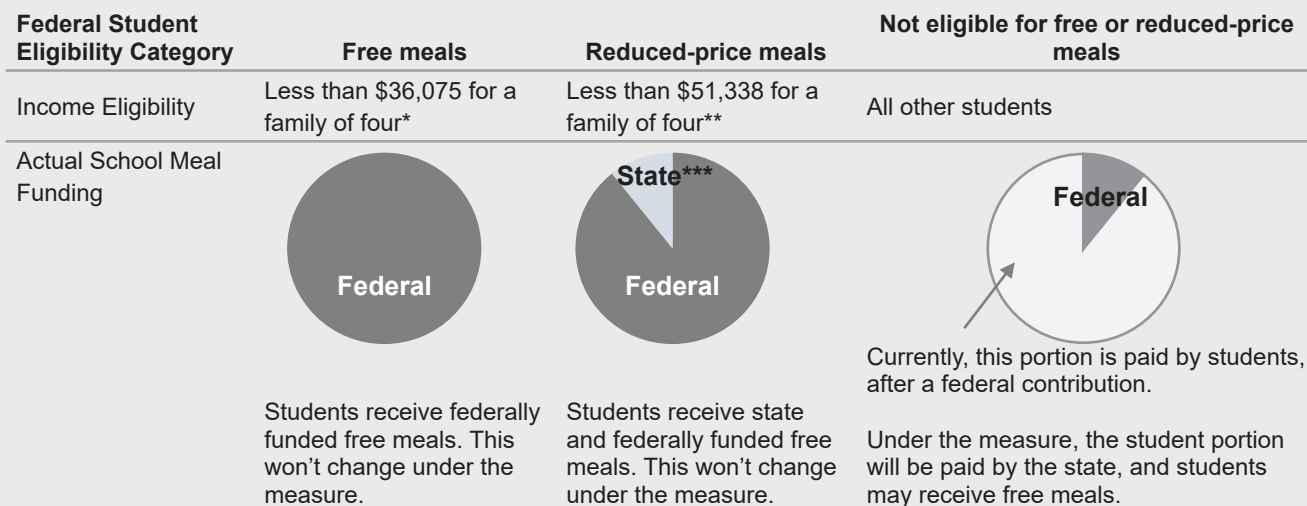 Federal Student
Eligibility Category
Free meals
Reduced-price meals
Not eligible for free or reduced-price
meals
Income Eligibility
Less than $36,075 for a
family of four*
Less than $51,338 for a
family of four**
All other students
Actual School Meal
Funding
Federal
State***
Federal
Federal
Currently, this portion is paid by students,
after a federal contribution.
Students receive federally
funded free meals. This
won’t change under the
measure.
Students receive state
and federally funded free
meals. This won’t change
under the measure.
Under the measure, the student portion
will be paid by the state, and students
may receive free meals.